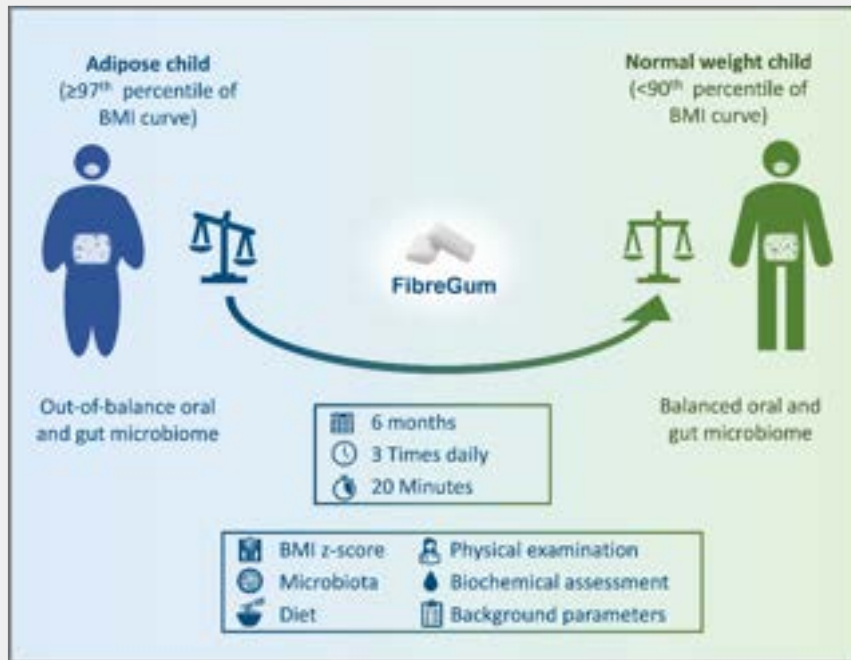 Adipose child
(≥97th percentile of
BMI curve)
Normal weight child
(<90th percentile of
BMI curve)
FibreGum
Out-of-balance oral
and gut microbiome
Balanced oral and
gut microbiome
6 months
3 Times daily
20 Minutes
BMI z-score
Physical examination
Microbiota
Biochemical assessment
Diet
Background parameters